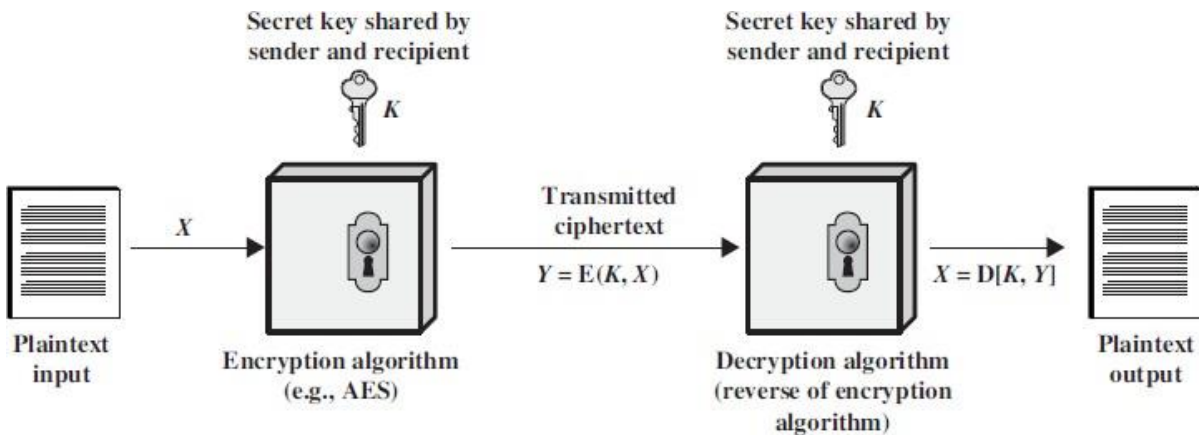 Secret key shared by
sender and recipient
K
Secret key shared by
sender and recipient
K
X
Transmitted
ciphertext
Y = E(K, X)
X = D[K, Y]
Plaintext
input
Encryption algorithm
(e.g., AES)
Decryption algorithm
(reverse of encryption
algorithm)
Plaintext
output